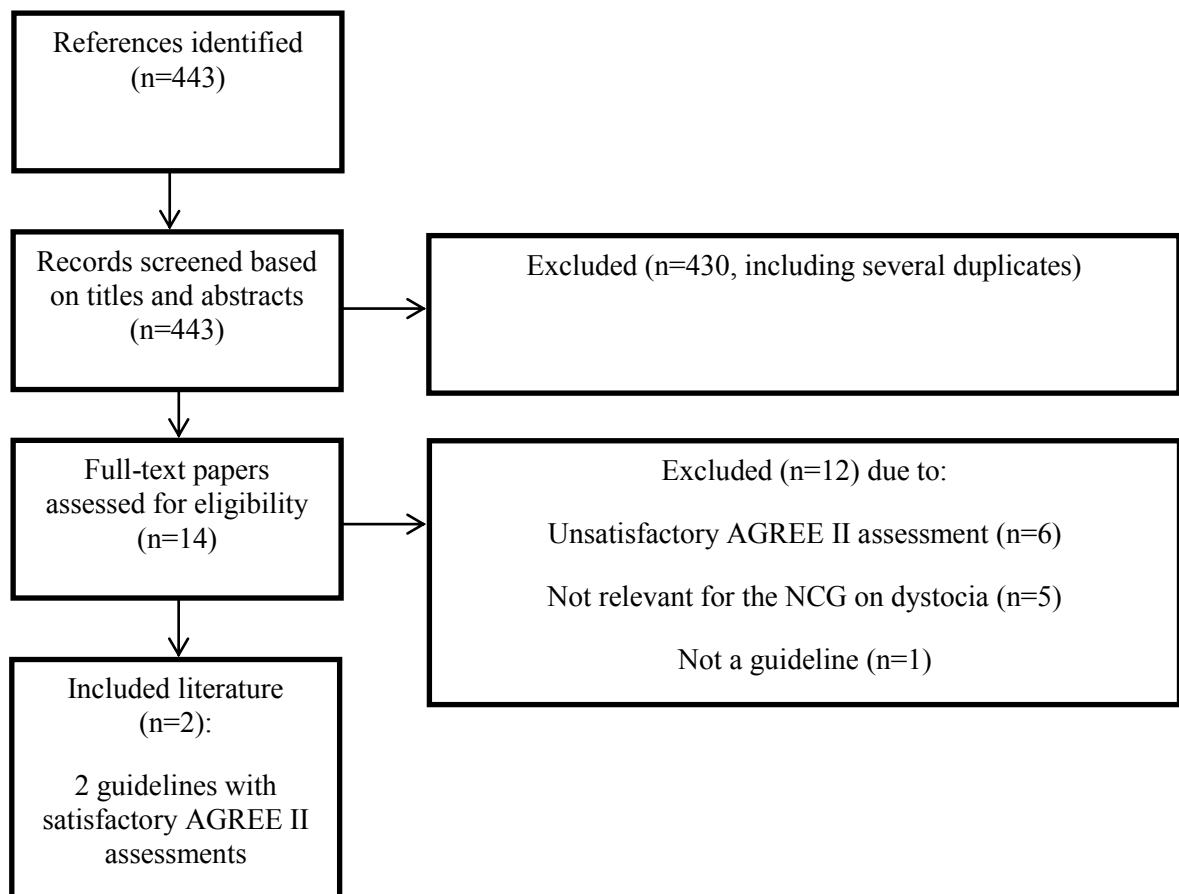 References identified
(n=443)
Records screened based
on titles and abstracts
(n=443)
Excluded (n=430, including several duplicates)
Full-text papers
assessed for eligibility
(n=14)
Excluded (n=12) due to:
Unsatisfactory AGREE II assessment (n=6)
Not relevant for the NCG on dystocia (n=5)
Not a guideline (n=1)
Included literature
(n=2):
2 guidelines with
satisfactory AGREE II
assessments